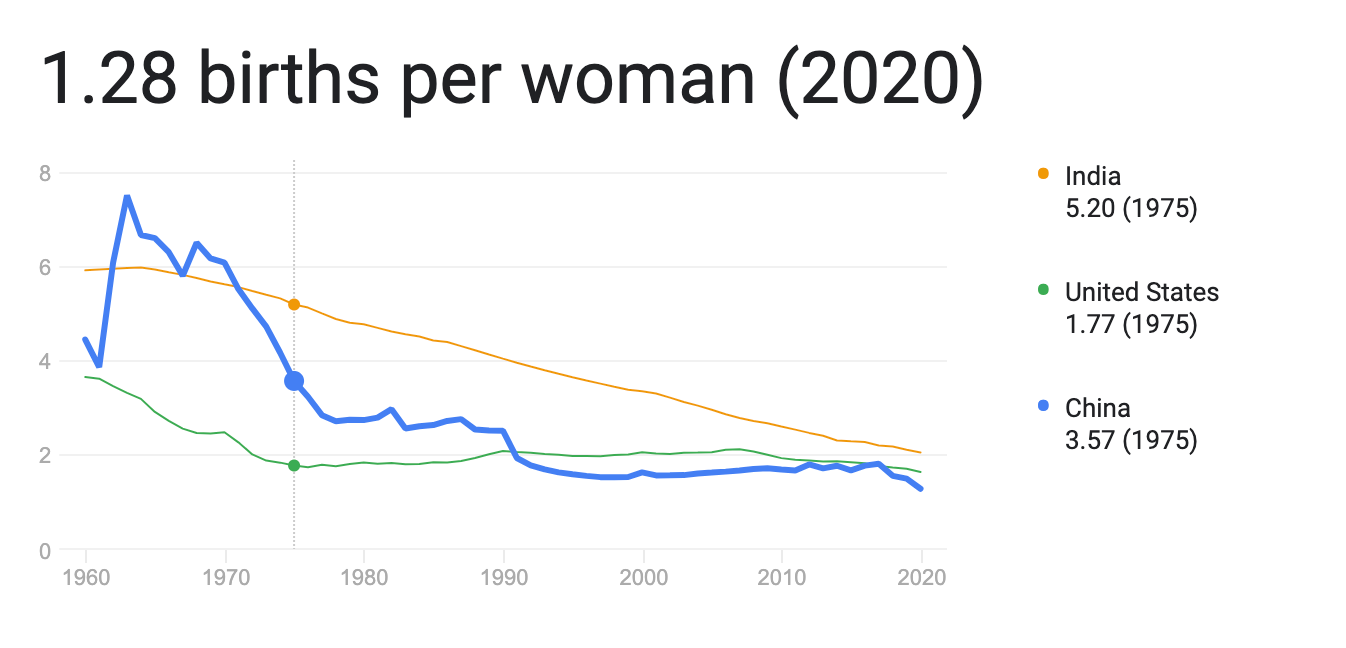 1.28 births per woman (2020)
8
6
4
2
0
1960 1970 1980 1990 2000 2010 2020
India
5.20 (1975)
United States
1.77 (1975)
China
3.57 (1975)